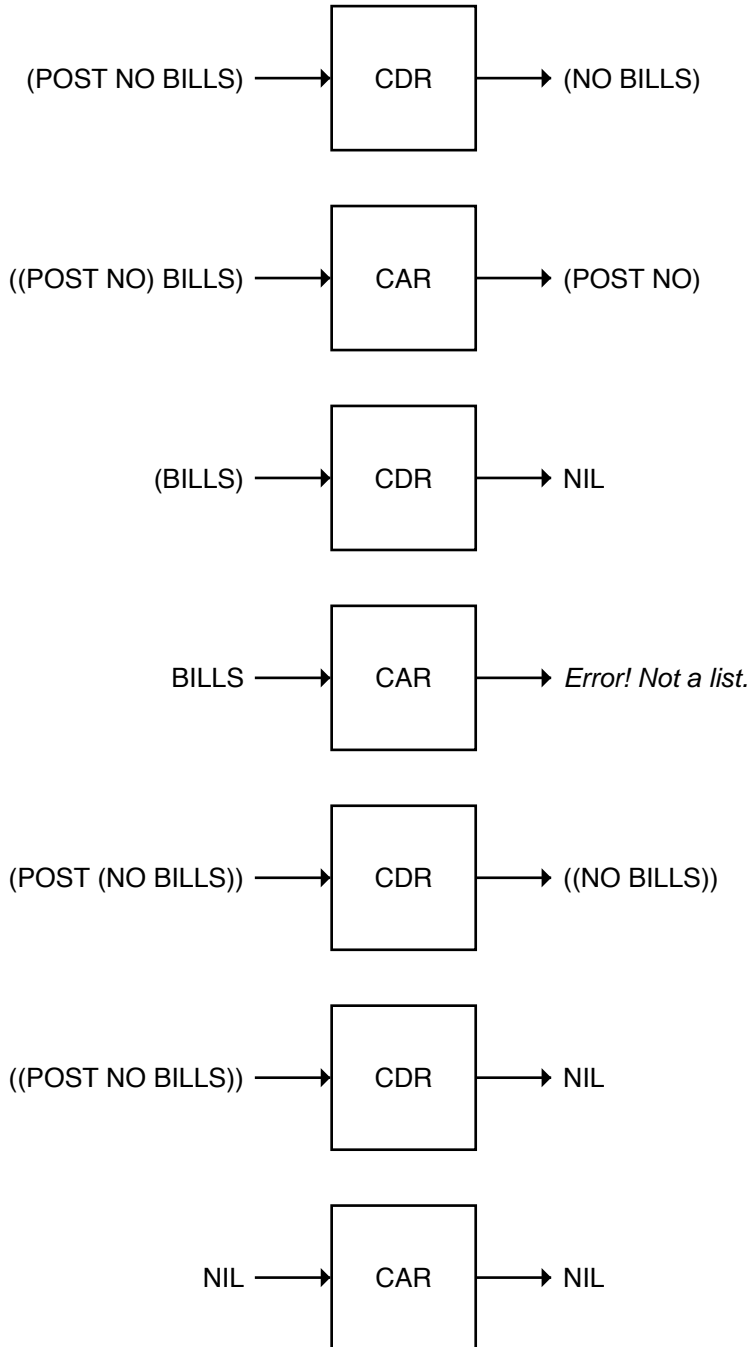 (POST NO BILLS) CDR (NO BILLS)
((POST NO) BILLS) CAR (POST NO)
(BILLS) CDR NIL
BILLS CAR Error! Not a list.
(POST (NO BILLS)) CDR ((NO BILLS))
((POST NO BILLS)) CDR NIL
NIL CAR NIL